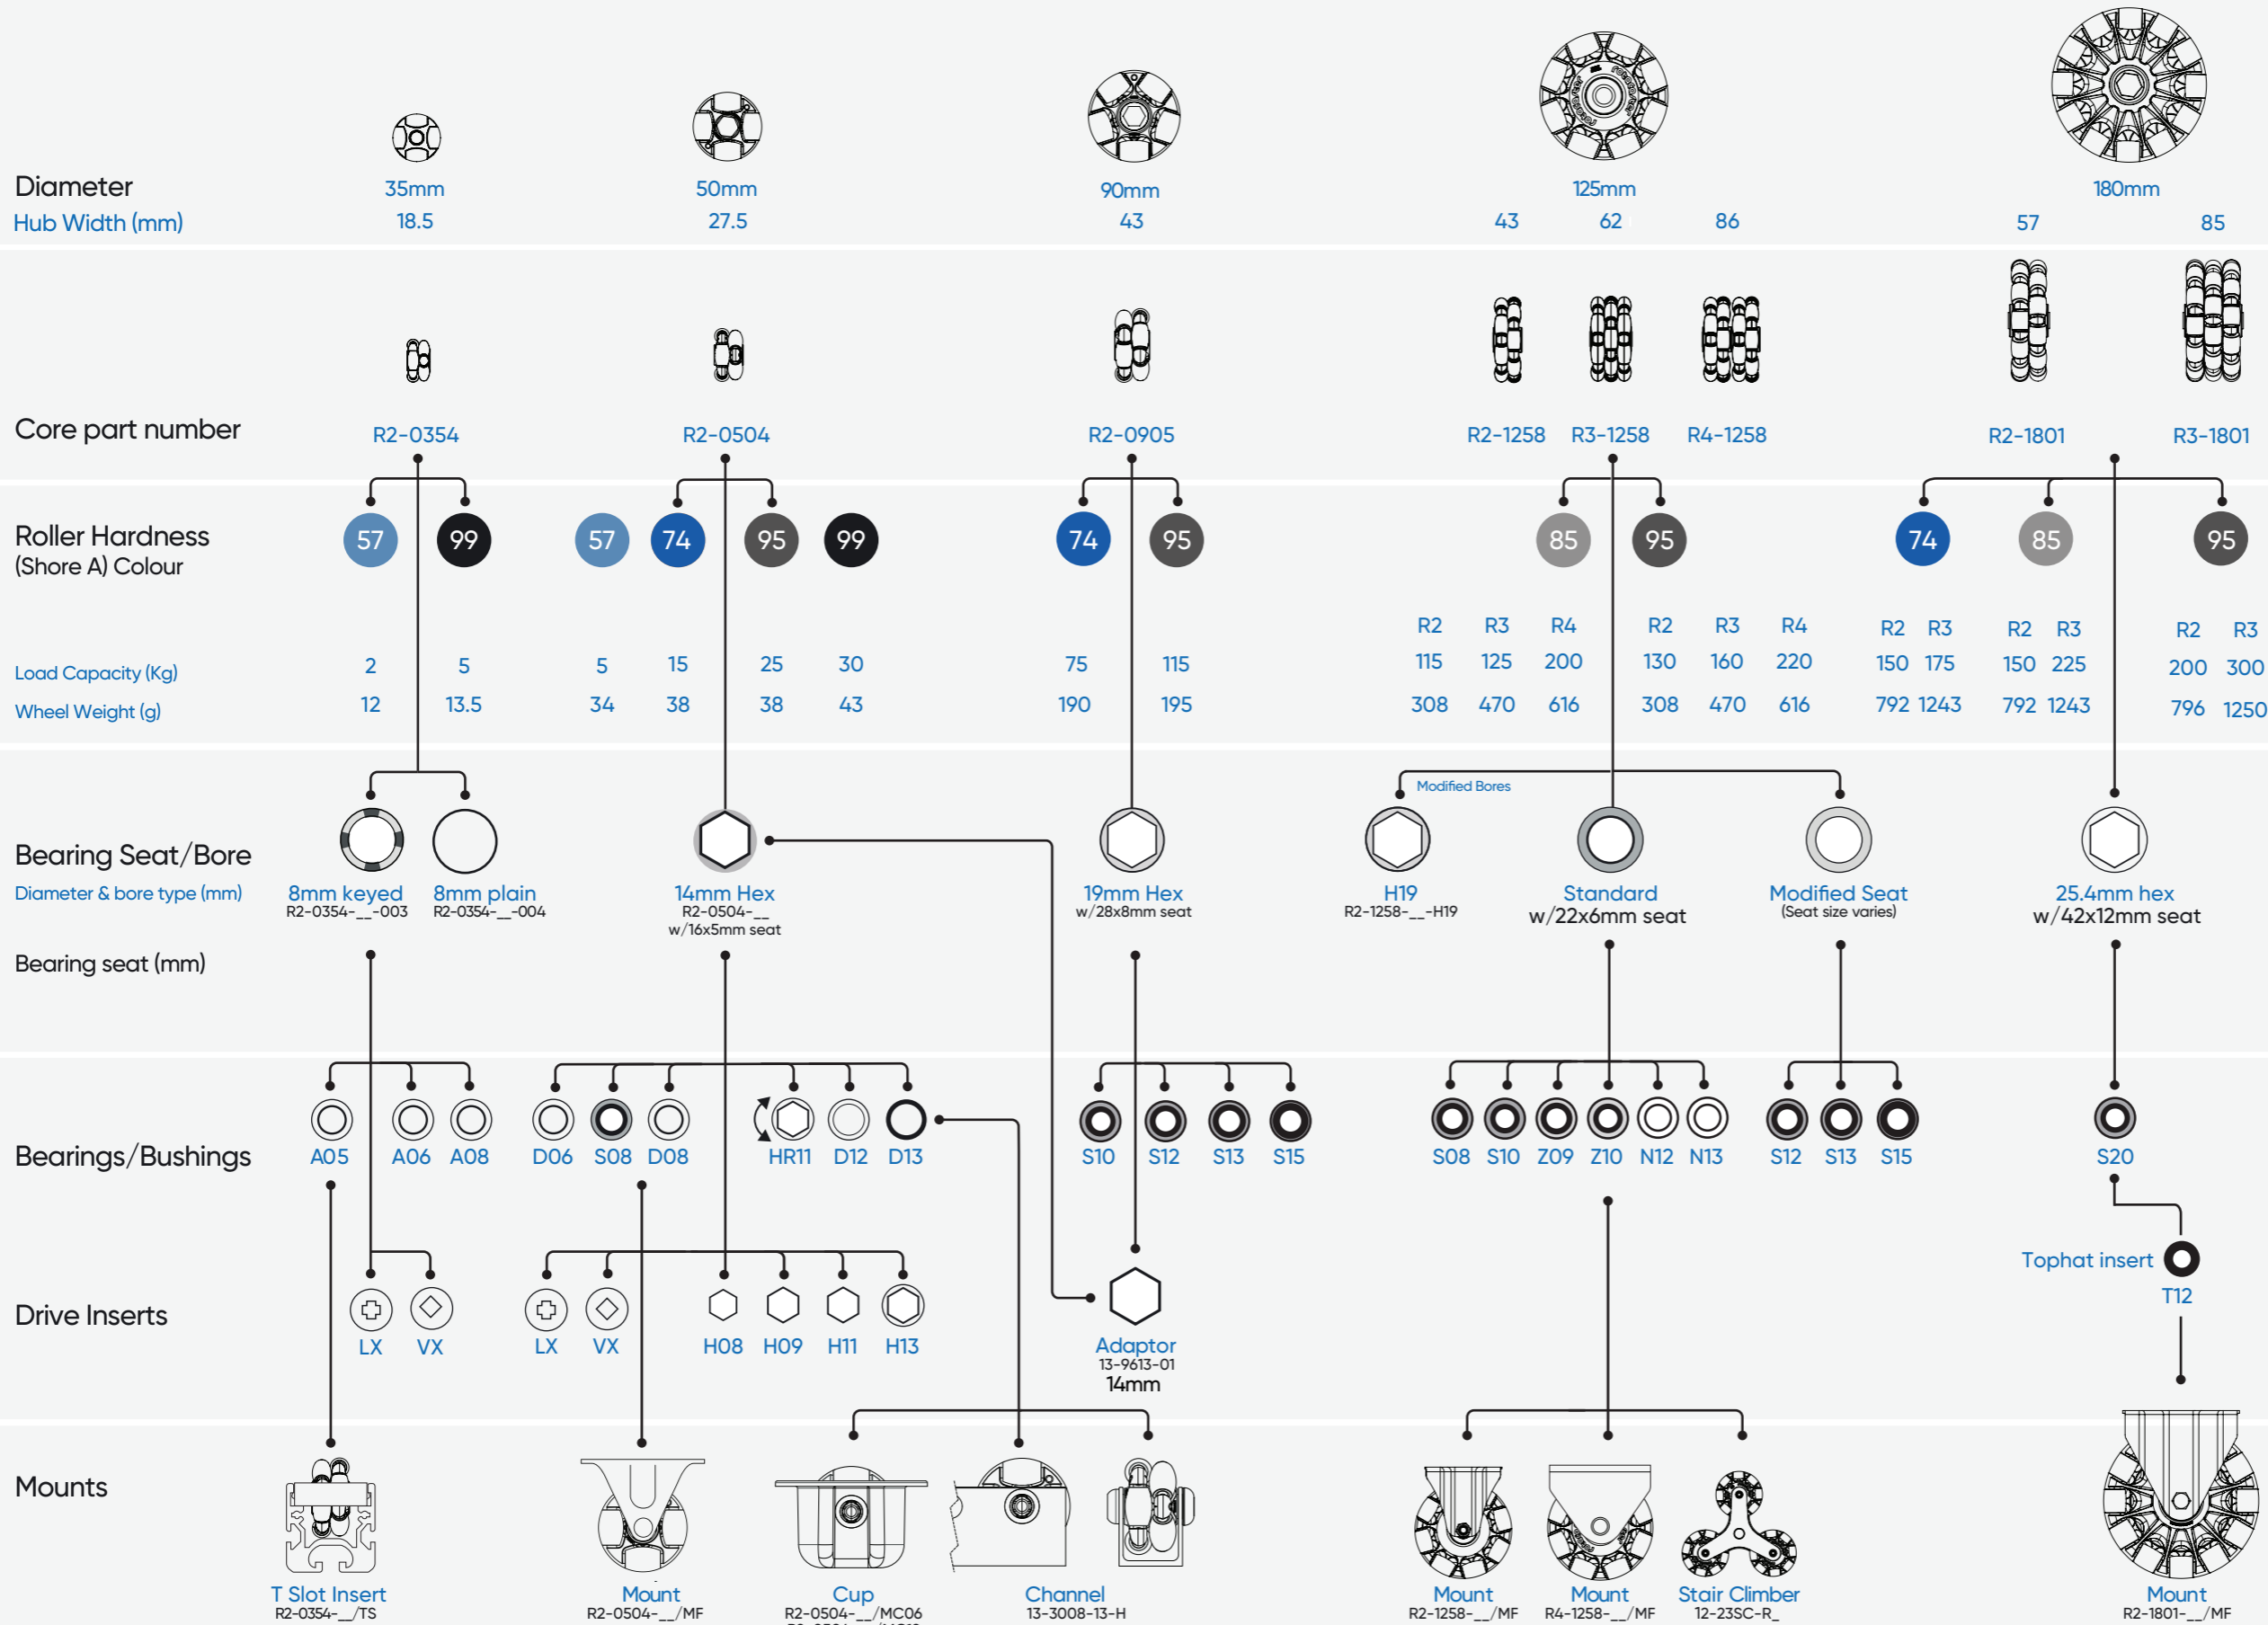 Diameter
35mm
50mm
90mm
125mm
180mm
Hub Width (mm)
18.5
27.5
43
43
62
86
57
85
Core part number
R2-0354
R2-0504
R2-0905
R2-1258
R3-1258
R4-1258
R2-1801
R3-1801
Roller Hardness
(Shore A) Colour
57
99
57
74
95
99
74
95
85
95
74
85
95
R2 R3 R4 R2 R3 R4
R2 R3 R2 R3 R2 R3
Load Capacity (Kg)
2 5 5 15 25 30 75 115 115 125 200 130 160 220 150 175 150 225 200 300
Wheel Weight (g)
12 13.5 34 38 38 43 190 195 308 470 616 308 470 616 792 1243 792 1243 796 1250
Modified Bores
Bearing Seat/Bore
Diameter & bore type (mm)
8mm keyed
R2-0354-__-003
8mm plain
R2-0354-__-004
14mm Hex
R2-0504-__
w/16x5mm seat
19mm Hex
w/28x8mm seat
H19
R2-1258-__-H19
Standard
w/22x6mm seat
Modified Seat
(Seat size varies)
25.4mm hex
w/42x12mm seat
Bearing seat (mm)
Bearings/Bushings
A05 A06 A08
D06 S08 D08 HR11 D12 D13
S10 S12 S13 S15
S08 S10 Z09 Z10 N12 N13
S12 S13 S15
S20
Tophat insert
T12
Drive Inserts
LX VX
LX VX H08 H09 H11 H13
Adaptor
13-9613-01
14mm
Mounts
rotacaster
rotacaster
T Slot Insert
R2-0354-__/TS
Mount
R2-0504-__/MF
Cup
R2-0504-__/MC06
Channel
13-3008-13-H
Mount
R2-1258-__/MF
Mount
R4-1258-__/MF
Stair Climber
12-23SC-R_
Mount
R2-1801-__/MF